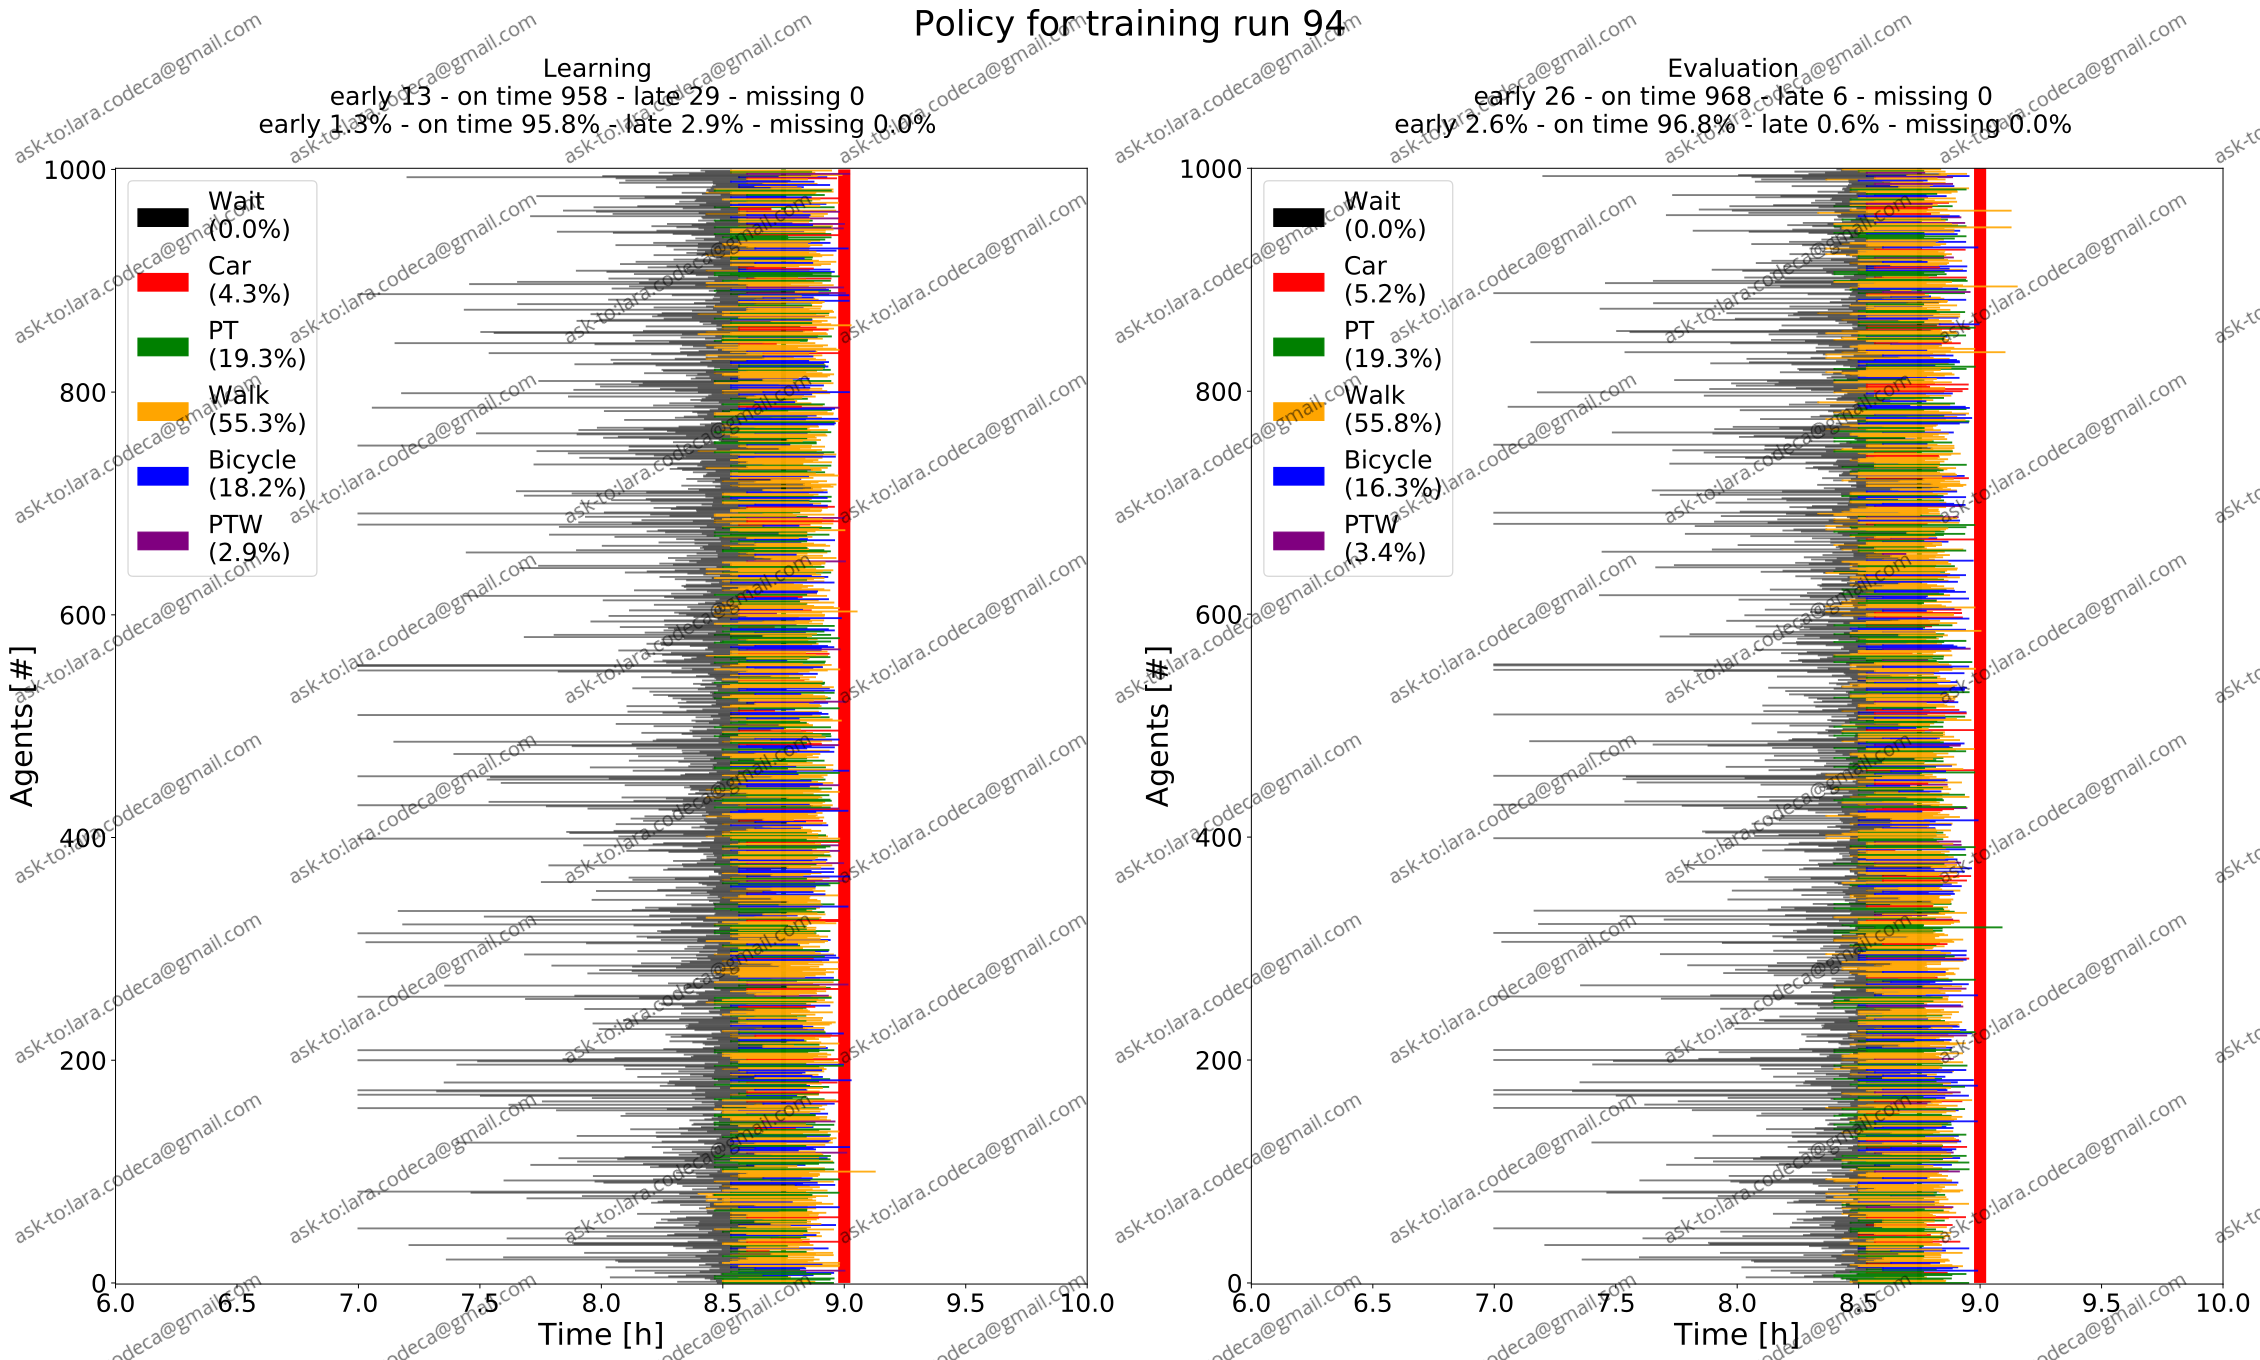 Policy for training run 94
Learning
early 13 - on time 958 - late 29 - missing 0
early 1.3% - on time 95.8% - late 2.9% - missing 0.0%
1000
800
600
400
200
0
Agents [#]
Wait
(0.0%)
Car
(4.3%)
PT
(19.3%)
Walk
(55.3%)
Bicycle
(18.2%)
PTW
(2.9%)
6.0 6.5 7.0 7.5 8.0 8.5 9.0 9.5 10.0
Time [h]
Evaluation
early 26 - on time 968 - late 6 - missing 0
early 2.6% - on time 96.8% - late 0.6% - missing 0.0%
1000
800
600
400
200
0
Agents [#]
Wait
(0.0%)
Car
(5.2%)
PT
(19.3%)
Walk
(55.8%)
Bicycle
(16.3%)
PTW
(3.4%)
6.0 6.5 7.0 7.5 8.0 8.5 9.0 9.5 10.0
Time [h]
ask-to:lara.codeca@gmail.com